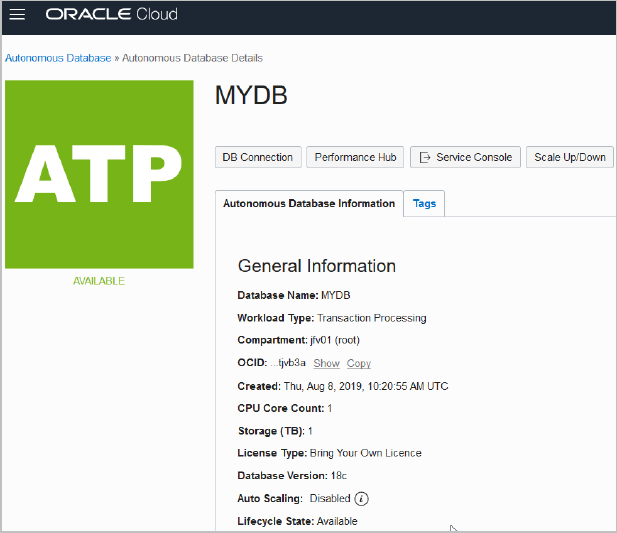 ORACLE Cloud
Autonomous Database » Autonomous Database Details
ATP
AVAILABLE
MYDB
DB Connection Performance Hub Service Console Scale Up/Down
Autonomous Database Information Tags
General Information
Database Name: MYDB
Workload Type: Transaction Processing
Compartment: jfv01 (root)
OCID: ...tjvb3a Show Copy
Created: Thu, Aug 8, 2019, 10:20:55 AM UTC
CPU Core Count: 1
Storage (TB): 1
License Type: Bring Your Own Licence
Database Version: 18c
Auto Scaling: Disabled i
Lifecycle State: Available